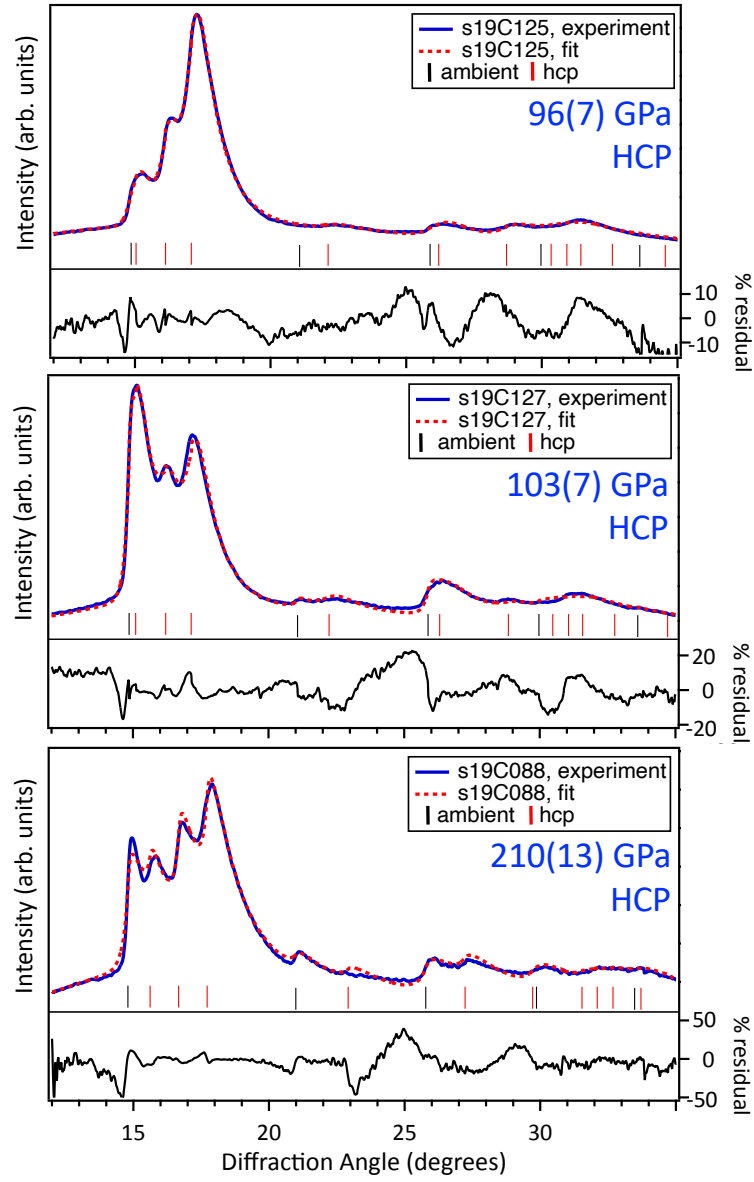 s19C125, experiment
s19C125, fit
ambient hcp
96(7) GPa
HCP
Intensity (arb. units)
10
0
-10
% residual
s19C127, experiment
s19C127, fit
ambient hcp
103(7) GPa
HCP
Intensity (arb. units)
20
0
-20
% residual
s19C088, experiment
s19C088, fit
ambient hcp
210(13) GPa
HCP
Intensity (arb. units)
50
0
-50
% residual
15 20 25 30
Diffraction Angle (degrees)